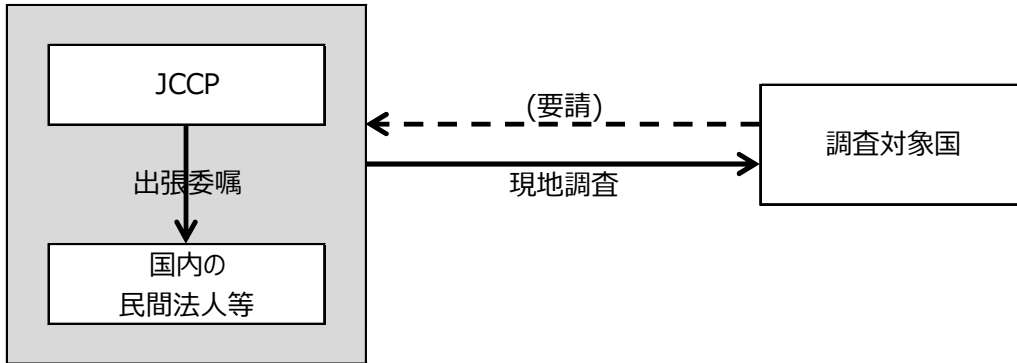 JCCP
出張委嘱
国内の
民間法人等
(要請)
現地調査
調査対象国